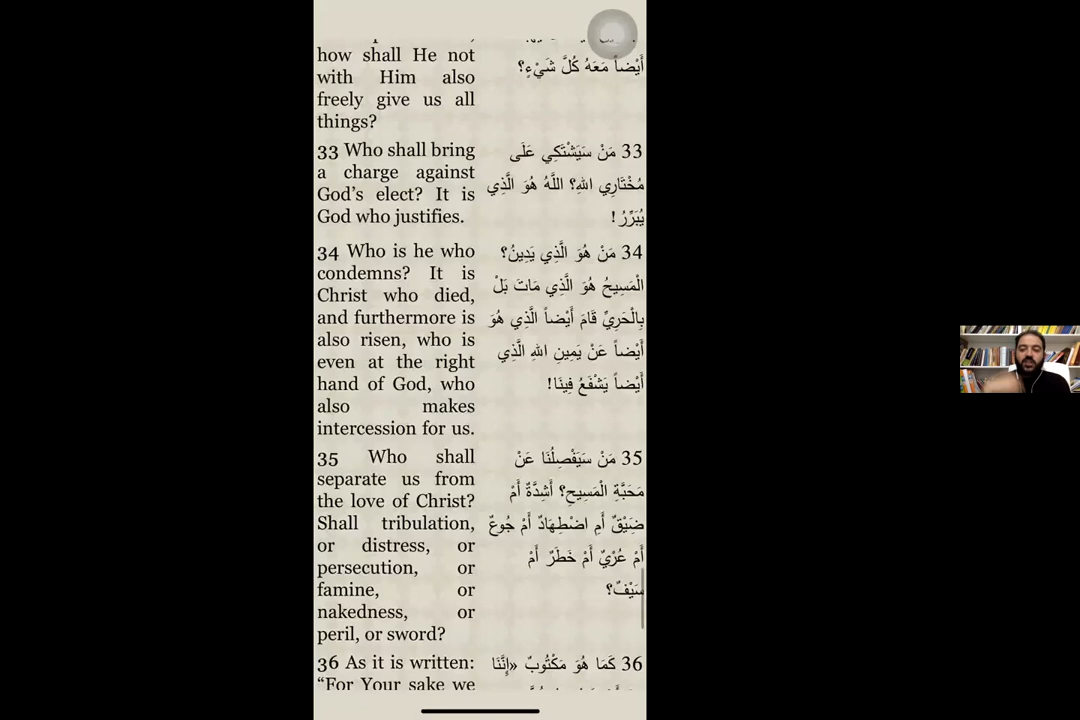 how shall He not
with Him also
freely give us all
things?
33 Who shall bring
a charge against
God’s elect? It is
God who justifies.
34 Who is he who
condemns? It is
Christ who died,
and furthermore is
also risen, who is
even at the right
hand of God, who
also makes
intercession for us.
35 Who shall
separate us from
the love of Christ?
Shall tribulation,
or distress, or
persecution, or
famine, or
nakedness, or
peril, or sword?
36 As it is written:
“For Your sake we
أَيْضاً مَعَهُ كُلَّ شَيْءٍ؟
33 مَنْ سَيَشْتَكِي عَلَى
مُخْتَارِي اللهِ؟ اللَّهُ هُوَ الَّذِي
يُبَرِّرُ!
34 مَنْ هُوَ الَّذِي يَدِينُ؟
الْمَسِيحُ هُوَ الَّذِي مَاتَ بَلْ
بِالْحَرِيِّ قَامَ أَيْضاً الَّذِي هُوَ
أَيْضاً عَنْ يَمِينِ اللهِ الَّذِي
أَيْضاً يَشْفَعُ فِينَا!
35 مَنْ سَيَفْصِلُنَا عَنْ
مَحَبَّةِ الْمَسِيحِ؟ أَشِدَّةٌ أَمْ
ضَيْقٌ أَمِ اضْطِهَادٌ أَمْ جُوعٌ
أَمْ عُرْيٌ أَمْ خَطَرٌ أَمْ
سَيْفٌ؟
36 كَمَا هُوَ مَكْتُوبٌ «إِنَّنَا